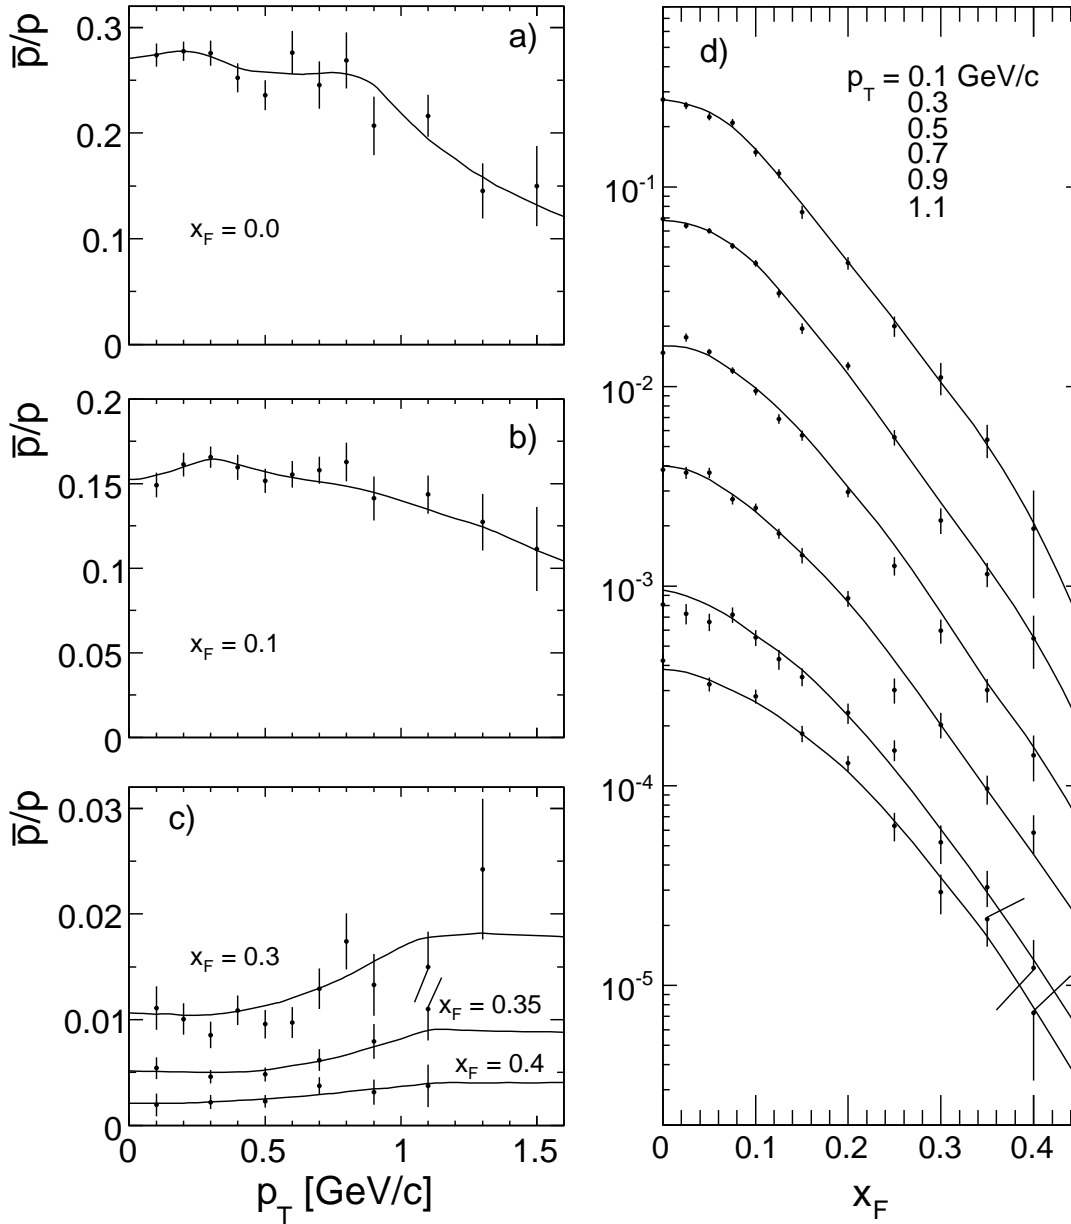 p̅/p
0.3
0.2
0.1
0
a)
x_F = 0.0
p̅/p
0.2
0.15
0.1
0.05
0
b)
x_F = 0.1
p̅/p
0.03
0.02
0.01
0
c)
x_F = 0.3
x_F = 0.35
x_F = 0.4
0 0.5 1 1.5
p_T [GeV/c]
d)
p_T = 0.1 GeV/c
0.3
0.5
0.7
0.9
1.1
10⁻¹
10⁻²
10⁻³
10⁻⁴
10⁻⁵
0 0.1 0.2 0.3 0.4
x_F